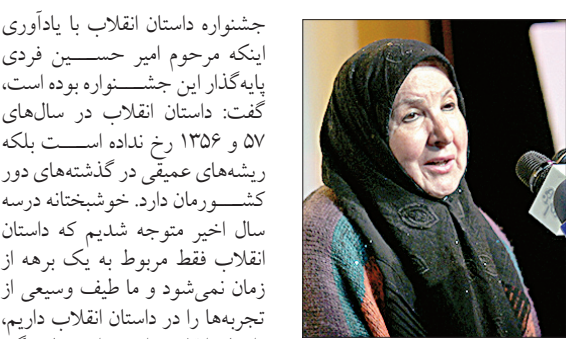 جشنواره داستان انقلاب با یادآوری
اینکه مرحوم امیر حسین فردی
پایه‌گذار این جشنواره بوده است،
گفت: داستان انقلاب در سال‌های
۵۷ و ۱۳۵۶ رخ نداده است بلکه
ریشه‌های عمیقی در گذشته‌های دور
کشورمان دارد. خوشبختانه درسه
سال اخیر متوجه شدیم که داستان
انقلاب فقط مربوط به یک برهه از
زمان نمی‌شود و ما طیف وسیعی از
تجربه‌ها را در داستان انقلاب داریم،